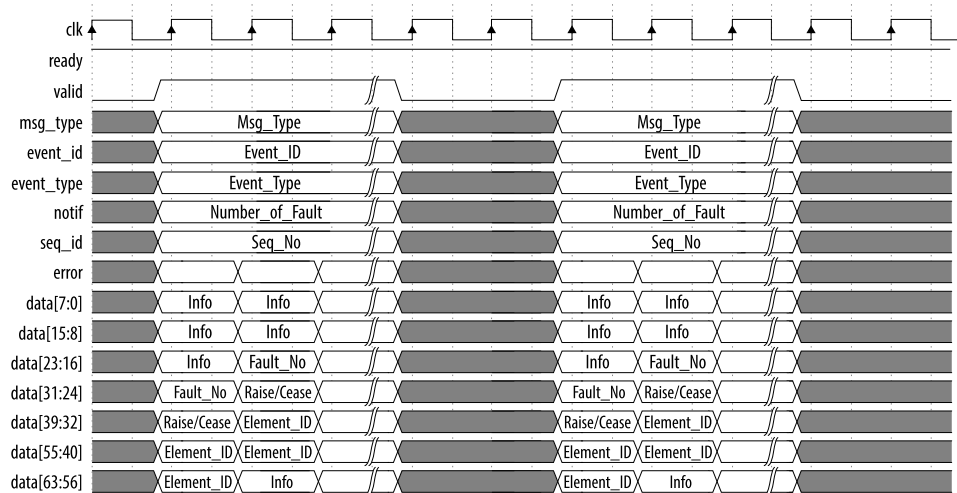 clk
ready
valid
msg_type Msg_Type Msg_Type
event_id Event_ID Event_ID
event_type Event_Type Event_Type
notif Number_of_Fault Number_of_Fault
seq_id Seq_No Seq_No
error
data[7:0] Info Info Info Info
data[15:8] Info Info Info Info
data[23:16] Info Fault_No Info Fault_No
data[31:24] Fault_No Raise/Cease Fault_No Raise/Cease
data[39:32] Raise/Cease Element_ID Raise/Cease Element_ID
data[55:40] Element_ID Element_ID Element_ID Element_ID
data[63:56] Element_ID Info Element_ID Info